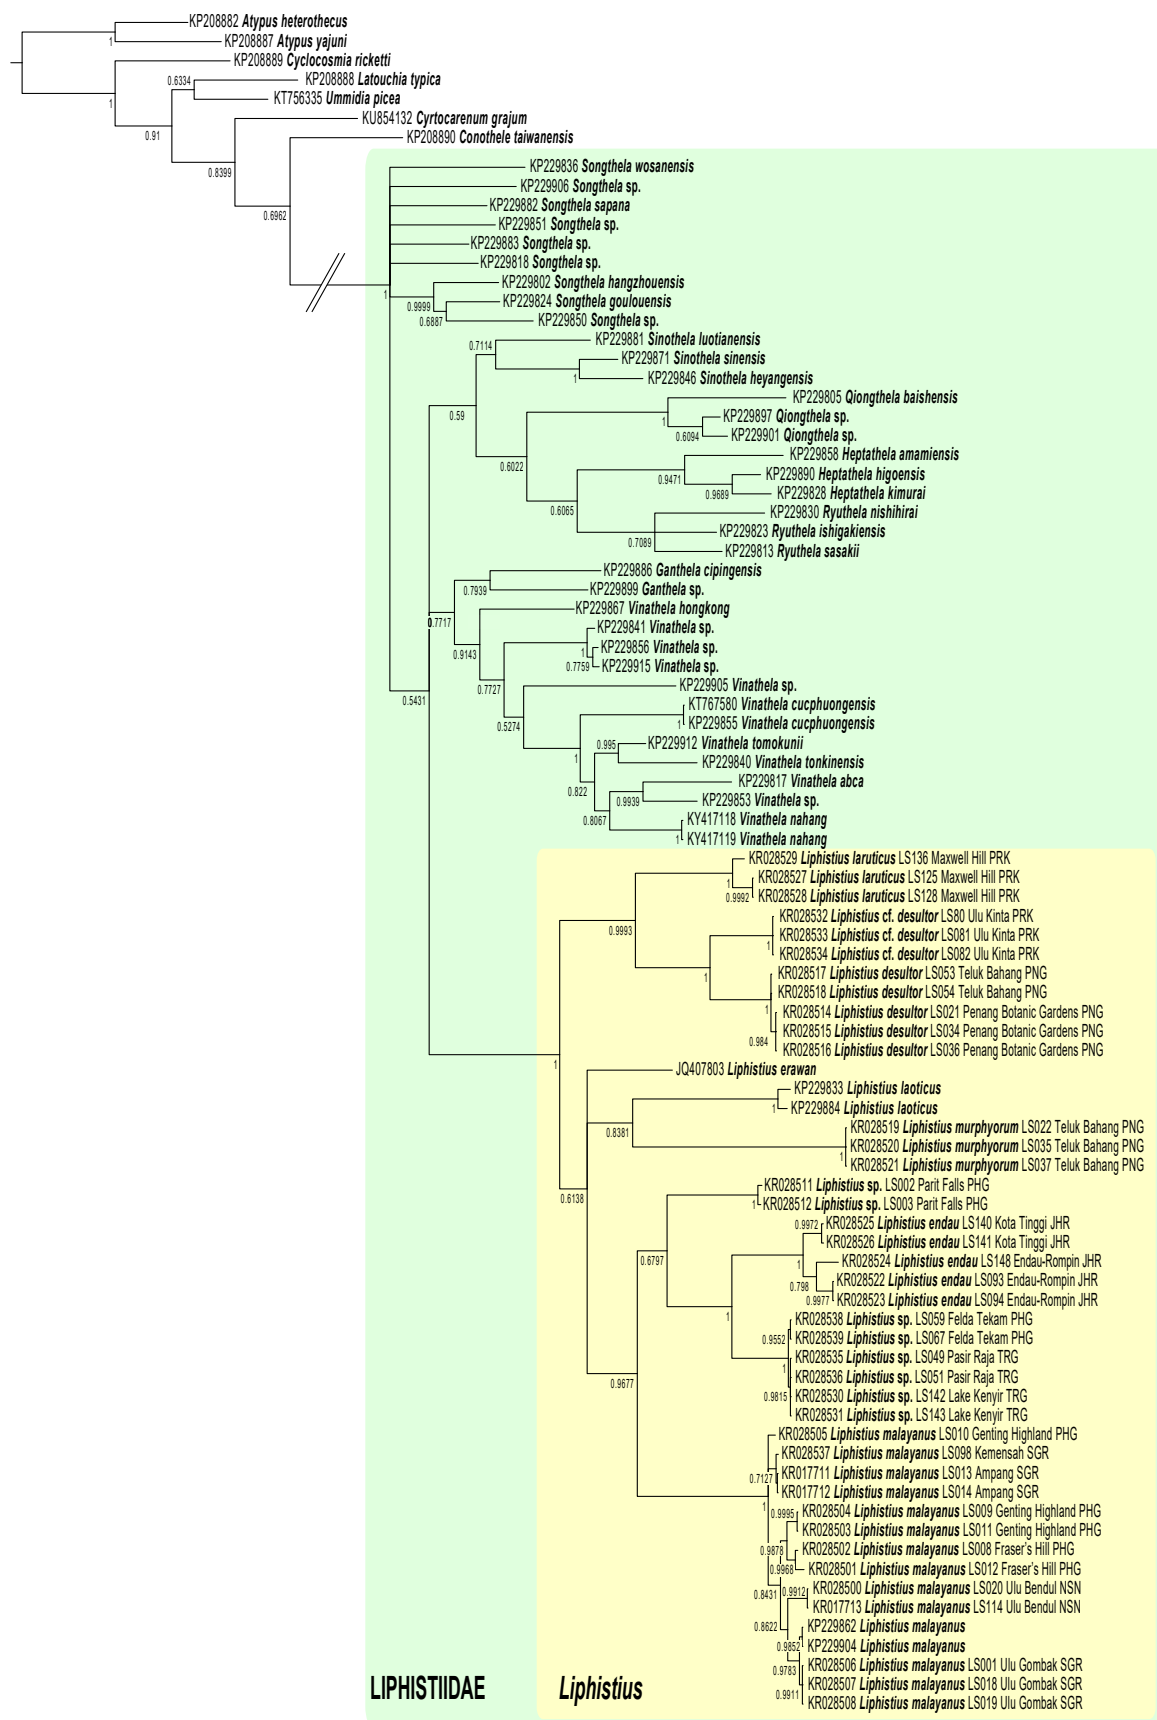 KP208882 Atypus heterothecus
1
KP208887 Atypus yajuni
KP208889 Cyclocosmia ricketti
1
0.6334
KP208888 Latouchia typica
KT756335 Ummidia picea
0.91
KU854132 Cyrtocarenum grajum
0.8399
KP208890 Conothele taiwanensis
0.6962
KP229836 Songthela wosanensis
KP229906 Songthela sp.
KP229882 Songthela sapana
KP229851 Songthela sp.
KP229883 Songthela sp.
KP229818 Songthela sp.
1
KP229802 Songthela hangzhouensis
0.9999
KP229824 Songthela goulouensis
0.6887
KP229850 Songthela sp.
KP229881 Sinothela luotianensis
0.7114
KP229871 Sinothela sinensis
1
KP229846 Sinothela heyangensis
KP229805 Qiongthela baishensis
0.59
1
KP229897 Qiongthela sp.
0.6094
KP229901 Qiongthela sp.
KP229858 Heptathela amamiensis
0.6022
KP229890 Heptathela higoensis
0.9471
KP229828 Heptathela kimurai
0.9689
0.6065
KP229830 Ryuthela nishihirai
KP229823 Ryuthela ishigakiensis
0.7089
KP229813 Ryuthela sasakii
KP229886 Ganthela cipingensis
0.7939
KP229899 Ganthela sp.
KP229867 Vinathela hongkong
0.7717
KP229841 Vinathela sp.
1
KP229856 Vinathela sp.
0.9143
0.7759
KP229915 Vinathela sp.
0.7727
KP229905 Vinathela sp.
0.5431
KT767580 Vinathela cucphuongensis
1
KP229855 Vinathela cucphuongensis
0.5274
0.995
KP229912 Vinathela tomokunii
1
KP229840 Vinathela tonkinensis
KP229817 Vinathela abca
0.822
0.9939
KP229853 Vinathela sp.
0.8067
KY417118 Vinathela nahang
1
KY417119 Vinathela nahang
KR028529 Liphistius laruticus LS136 Maxwell Hill PRK
1
KR028527 Liphistius laruticus LS125 Maxwell Hill PRK
0.9992
KR028528 Liphistius laruticus LS128 Maxwell Hill PRK
KR028532 Liphistius cf. desultor LS80 Ulu Kinta PRK
0.9993
KR028533 Liphistius cf. desultor LS081 Ulu Kinta PRK
1
KR028534 Liphistius cf. desultor LS082 Ulu Kinta PRK
1
KR028517 Liphistius desultor LS053 Teluk Bahang PNG
KR028518 Liphistius desultor LS054 Teluk Bahang PNG
1
KR028514 Liphistius desultor LS021 Penang Botanic Gardens PNG
KR028515 Liphistius desultor LS034 Penang Botanic Gardens PNG
0.984
KR028516 Liphistius desultor LS036 Penang Botanic Gardens PNG
1
JQ407803 Liphistius erawan
KP229833 Liphistius laoticus
1
KP229884 Liphistius laoticus
KR028519 Liphistius murphyorum LS022 Teluk Bahang PNG
0.8381
KR028520 Liphistius murphyorum LS035 Teluk Bahang PNG
1
KR028521 Liphistius murphyorum LS037 Teluk Bahang PNG
KR028511 Liphistius sp. LS002 Parit Falls PHG
0.6138
1
KR028512 Liphistius sp. LS003 Parit Falls PHG
0.9972
KR028525 Liphistius endau LS140 Kota Tinggi JHR
KR028526 Liphistius endau LS141 Kota Tinggi JHR
0.6797
1
KR028524 Liphistius endau LS148 Endau-Rompin JHR
KR028522 Liphistius endau LS093 Endau-Rompin JHR
0.798
0.9977
KR028523 Liphistius endau LS094 Endau-Rompin JHR
1
KR028538 Liphistius sp. LS059 Felda Tekam PHG
0.9552
KR028539 Liphistius sp. LS067 Felda Tekam PHG
KR028535 Liphistius sp. LS049 Pasir Raja TRG
1
KR028536 Liphistius sp. LS051 Pasir Raja TRG
0.9677
0.9815
KR028530 Liphistius sp. LS142 Lake Kenyir TRG
KR028531 Liphistius sp. LS143 Lake Kenyir TRG
KR028505 Liphistius malayanus LS010 Genting Highland PHG
KR028537 Liphistius malayanus LS098 Kemensah SGR
0.7127
KR017711 Liphistius malayanus LS013 Ampang SGR
KR017712 Liphistius malayanus LS014 Ampang SGR
1
0.9995
KR028504 Liphistius malayanus LS009 Genting Highland PHG
KR028503 Liphistius malayanus LS011 Genting Highland PHG
0.9878
KR028502 Liphistius malayanus LS008 Fraser's Hill PHG
0.9968
KR028501 Liphistius malayanus LS012 Fraser's Hill PHG
0.8431
0.9912
KR028500 Liphistius malayanus LS020 Ulu Bendul NSN
KR017713 Liphistius malayanus LS114 Ulu Bendul NSN
0.8622
KP229862 Liphistius malayanus
0.9852
KP229904 Liphistius malayanus
0.9783
KR028506 Liphistius malayanus LS001 Ulu Gombak SGR
KR028507 Liphistius malayanus LS018 Ulu Gombak SGR
0.9911
KR028508 Liphistius malayanus LS019 Ulu Gombak SGR
LIPHISTIIDAE
Liphistius